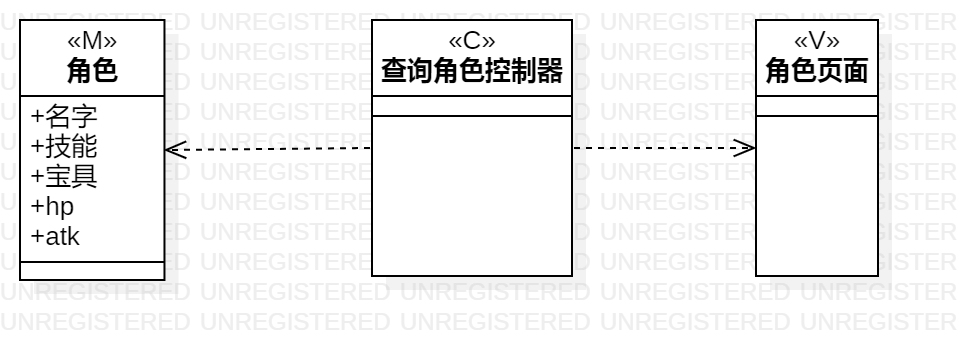 «M»
角色
+名字
+技能
+宝具
+hp
+atk
«C»
查询角色控制器
«V»
角色页面
UNREGISTERED UNREGISTERED UNREGISTERED UNREGISTERED UNREGISTERED